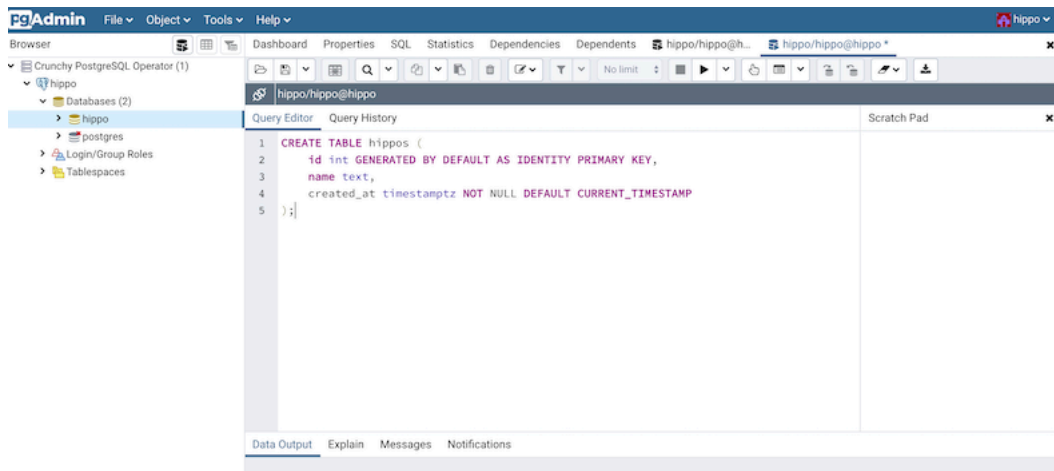 pgAdmin File Object Tools Help hippo
Browser
Dashboard Properties SQL Statistics Dependencies Dependents hippo/hippo@h... hippo/hippo@hippo *
Crunchy PostgreSQL Operator (1)
hippo
Databases (2)
hippo
postgres
Login/Group Roles
Tablespaces
No limit
hippo/hippo@hippo
Query Editor Query History
Scratch Pad
1 CREATE TABLE hippos (
2 id int GENERATED BY DEFAULT AS IDENTITY PRIMARY KEY,
3 name text,
4 created_at timestamptz NOT NULL DEFAULT CURRENT_TIMESTAMP
5 );
Data Output Explain Messages Notifications